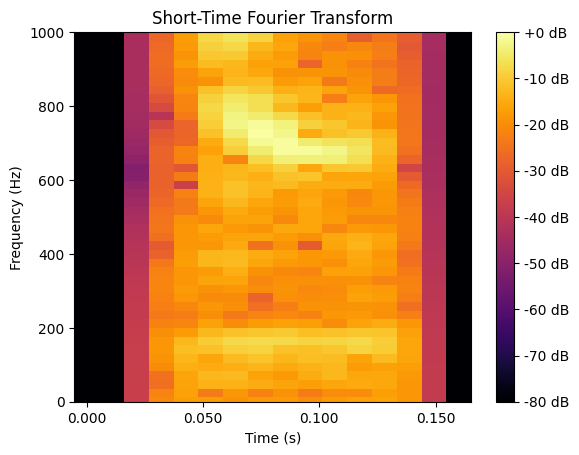 Short-Time Fourier Transform
1000
800
600
400
200
0
Frequency (Hz)
0.000
0.050
0.100
0.150
Time (s)
+0 dB
-10 dB
-20 dB
-30 dB
-40 dB
-50 dB
-60 dB
-70 dB
-80 dB